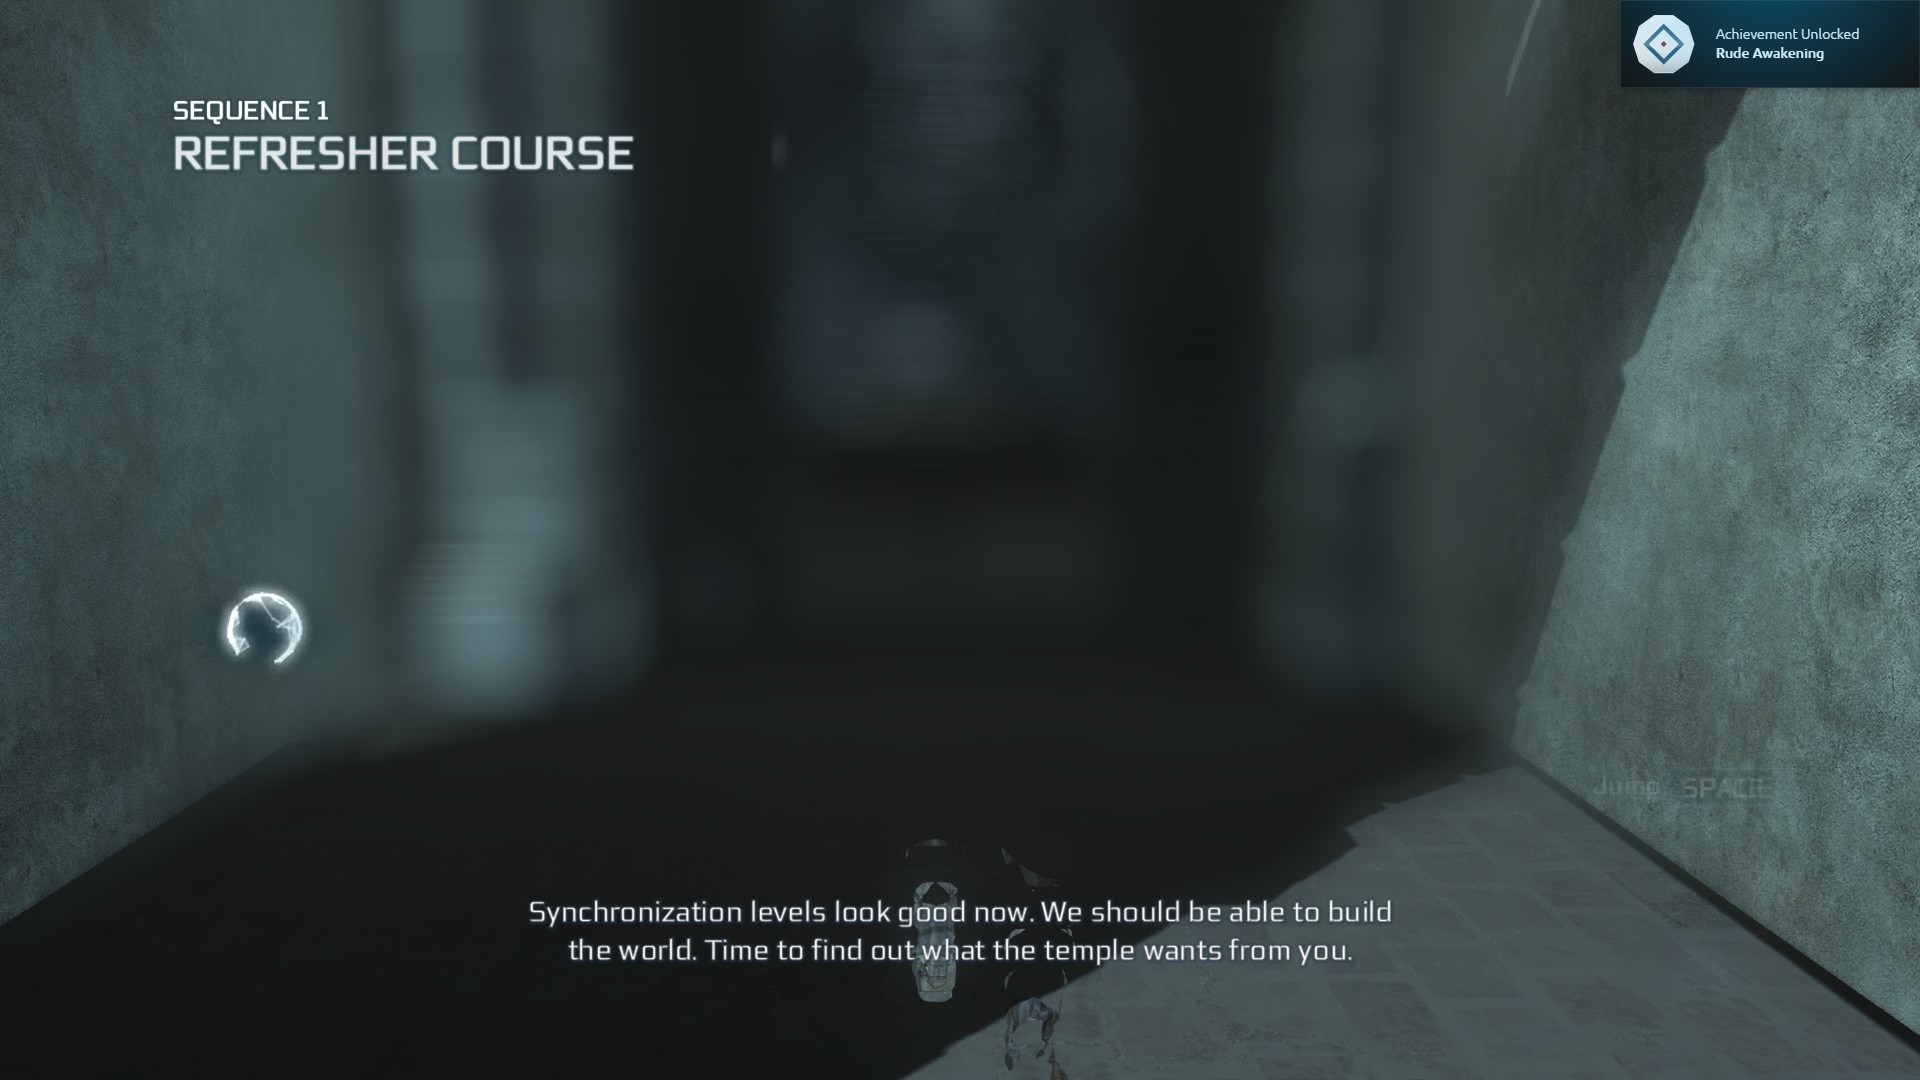 Achievement Unlocked
Rude Awakening
SEQUENCE 1
REFRESHER COURSE
Jump SPACE
Synchronization levels look good now. We should be able to build
the world. Time to find out what the temple wants from you.